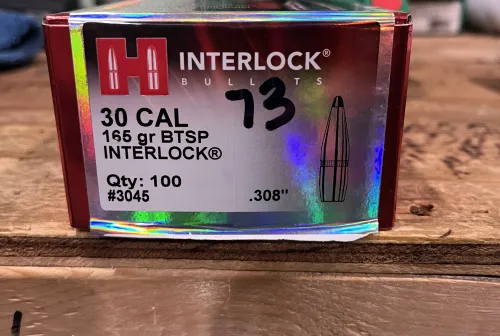 H INTERLOCK®
BULLETS
73
30 CAL
165 gr BTSP
INTERLOCK®
Qty: 100
#3045
.308"